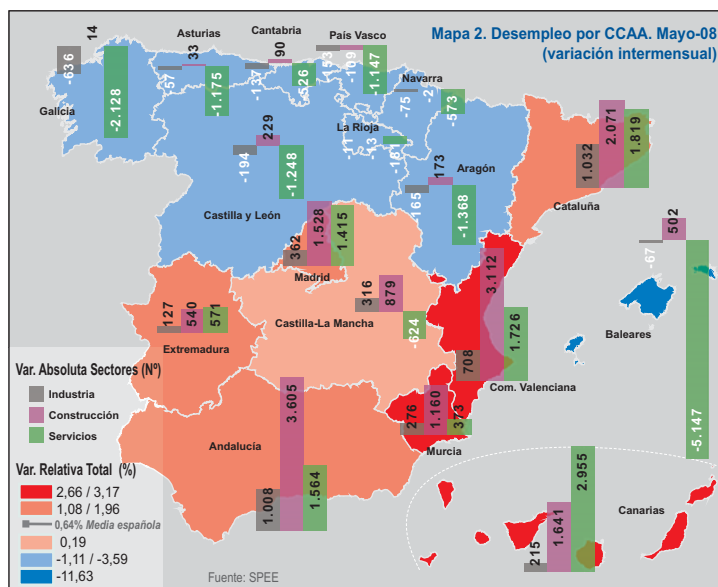 Mapa 2. Desempleo por CCAA. Mayo-08
(variación intermensual)
Galicia
-636
14
-2.128
Asturias
-57
33
-1.175
Cantabria
-137
90
-526
País Vasco
-153
-109
-1.147
Navarra
-75
-573
La Rioja
-13
Castilla y León
-194
229
-1.248
Aragón
-165
173
-1.368
Cataluña
1.032
2.071
1.819
Madrid
362
1.528
1.415
Castilla-La Mancha
316
879
-624
Extremadura
127
540
571
Com. Valenciana
708
3.112
1.726
Baleares
-67
502
-5.147
Andalucía
1.008
3.605
1.564
Murcia
276
1.160
373
Canarias
215
1.641
2.955
Var. Absoluta Sectores (Nº)
Industria
Construcción
Servicios
Var. Relativa Total (%)
2,66 / 3,17
1,08 / 1,96
0,64% Media española
0,19
-1,11 / -3,59
-11,63
Fuente: SPEE